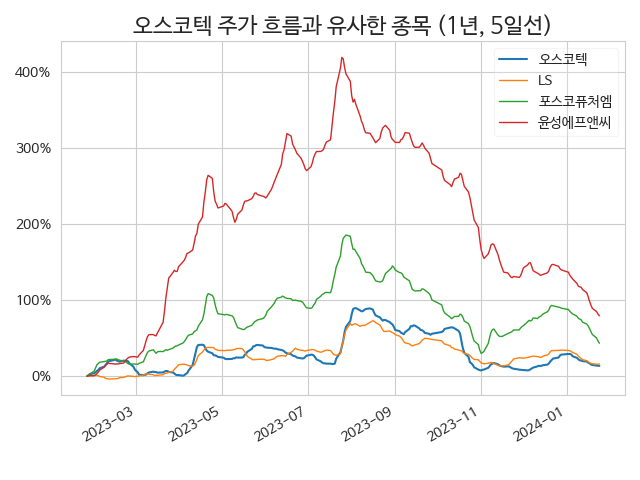 오스코텍 주가 흐름과 유사한 종목 (1년, 5일선)
오스코텍
LS
포스코퓨처엠
윤성에프앤씨
400%
300%
200%
100%
0%
2023-03
2023-05
2023-07
2023-09
2023-11
2024-01